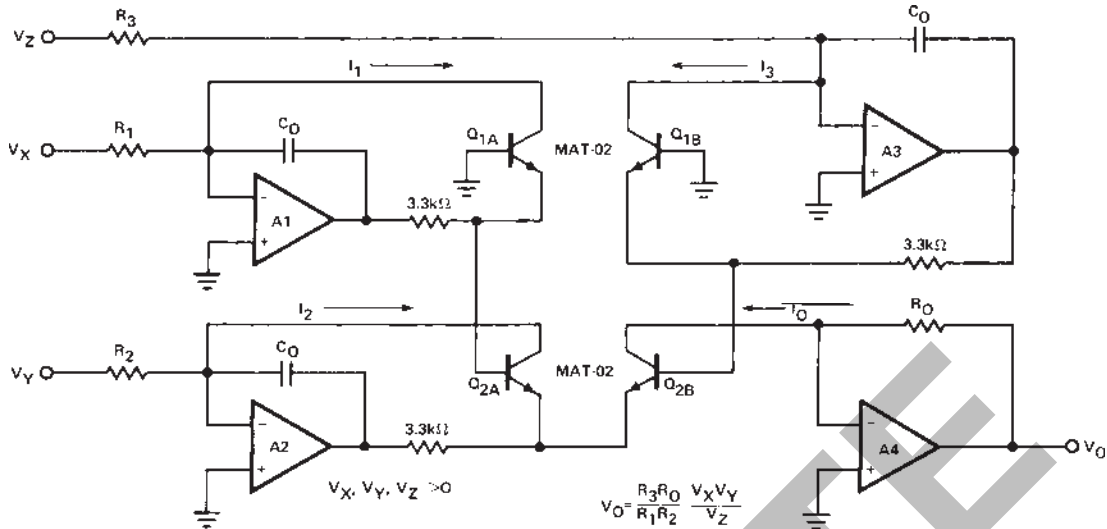 VZ
R3
CO
I1
I3
VX
R1
CO
Q1A
MAT-02
Q1B
A3
−
+
A1
−
+
3.3kΩ
3.3kΩ
I2
IO
RO
VY
R2
CO
Q2A
MAT-02
Q2B
A2
−
+
3.3kΩ
A4
−
+
VO
VX, VY, VZ >0
VO= R3RO/R1R2 VXVY/VZ